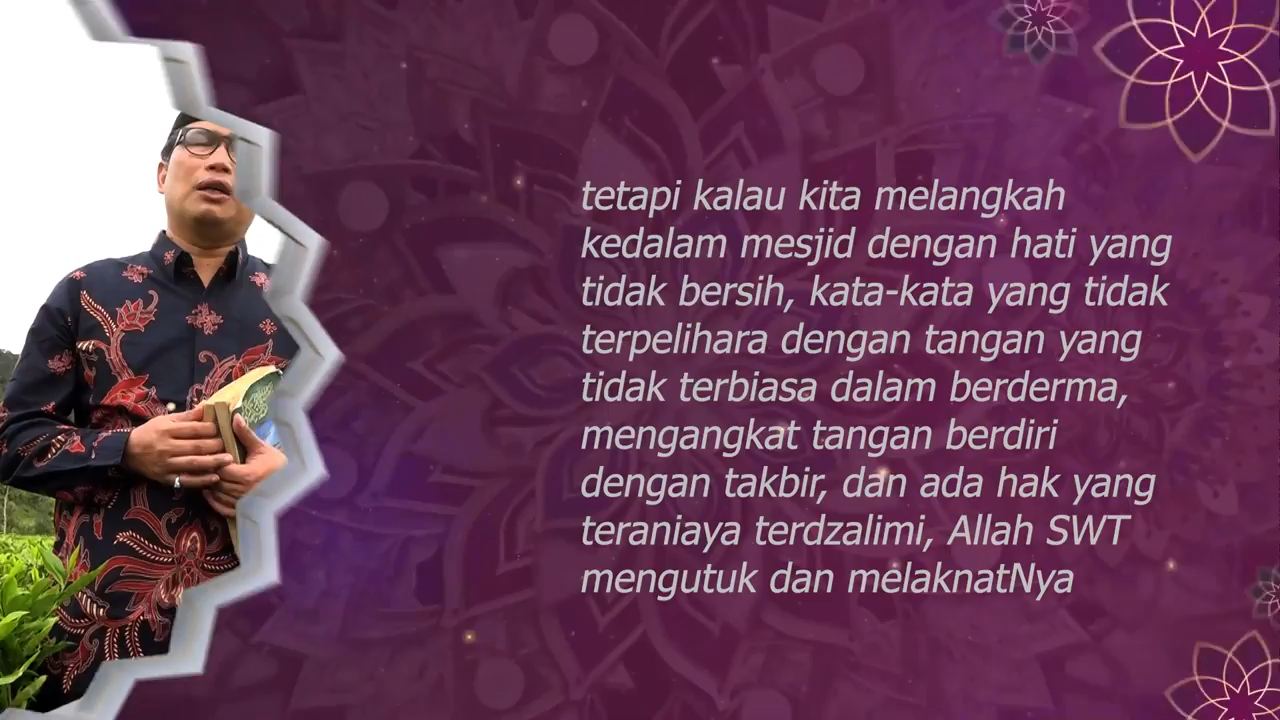 tetapi kalau kita melangkah
kedalam mesjid dengan hati yang
tidak bersih, kata-kata yang tidak
terpelihara dengan tangan yang
tidak terbiasa dalam berderma,
mengangkat tangan berdiri
dengan takbir, dan ada hak yang
teraniaya terdzalimi, Allah SWT
mengutuk dan melaknatNya